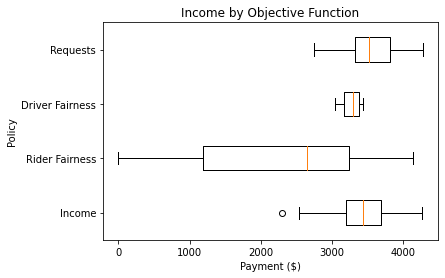 Income by Objective Function
Requests
Driver Fairness
Rider Fairness
Income
Policy
0 1000 2000 3000 4000
Payment ($)